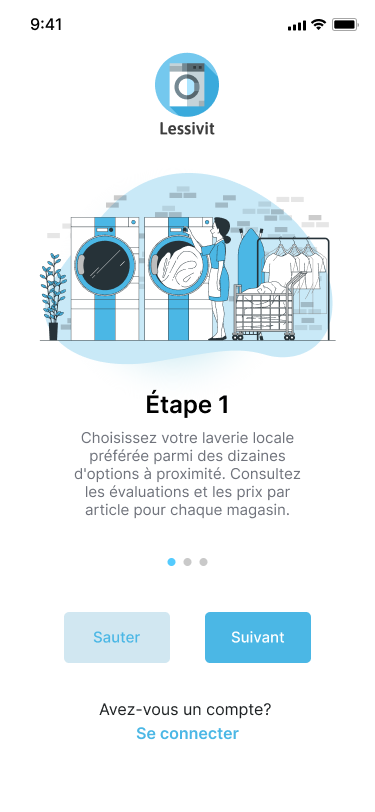 9:41
Lessivit
Étape 1
Choisissez votre laverie locale
préférée parmi des dizaines
d'options à proximité. Consultez
les évaluations et les prix par
article pour chaque magasin.
Sauter
Suivant
Avez-vous un compte?
Se connecter